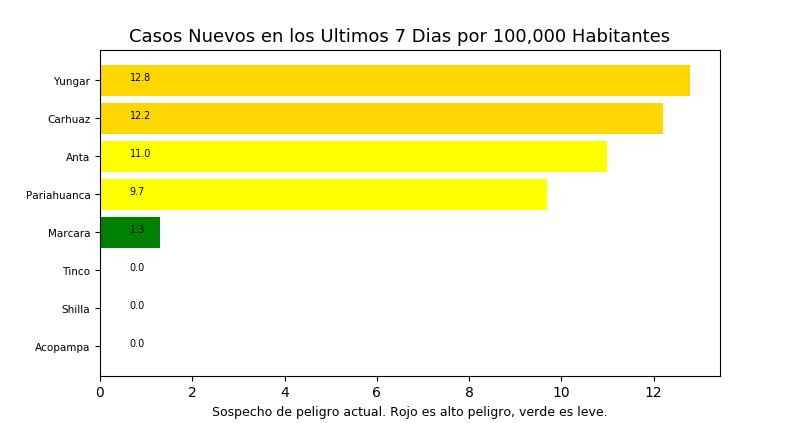 Casos Nuevos en los Ultimos 7 Dias por 100,000 Habitantes
Yungar 12.8
Carhuaz 12.2
Anta 11.0
Pariahuanca 9.7
Marcara 1.3
Tinco 0.0
Shilla 0.0
Acopampa 0.0
0 2 4 6 8 10 12
Sospecho de peligro actual. Rojo es alto peligro, verde es leve.